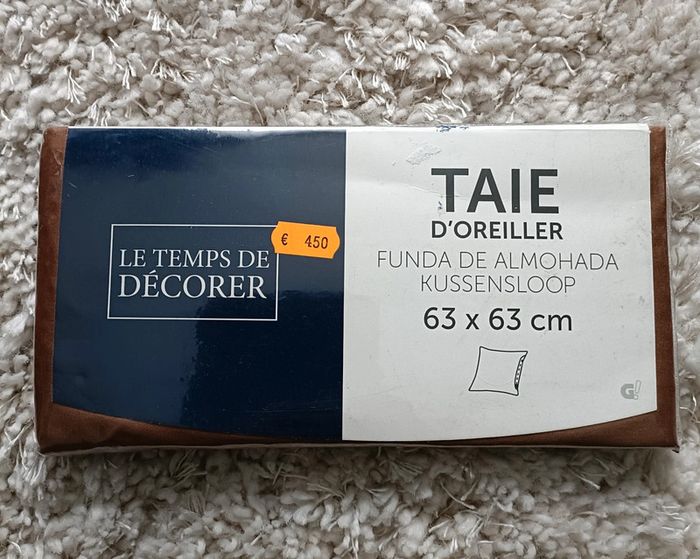 LE TEMPS DE
DÉCORER
€ 450
TAIE
D'OREILLER
FUNDA DE ALMOHADA
KUSSENSLOOP
63 x 63 cm
G!